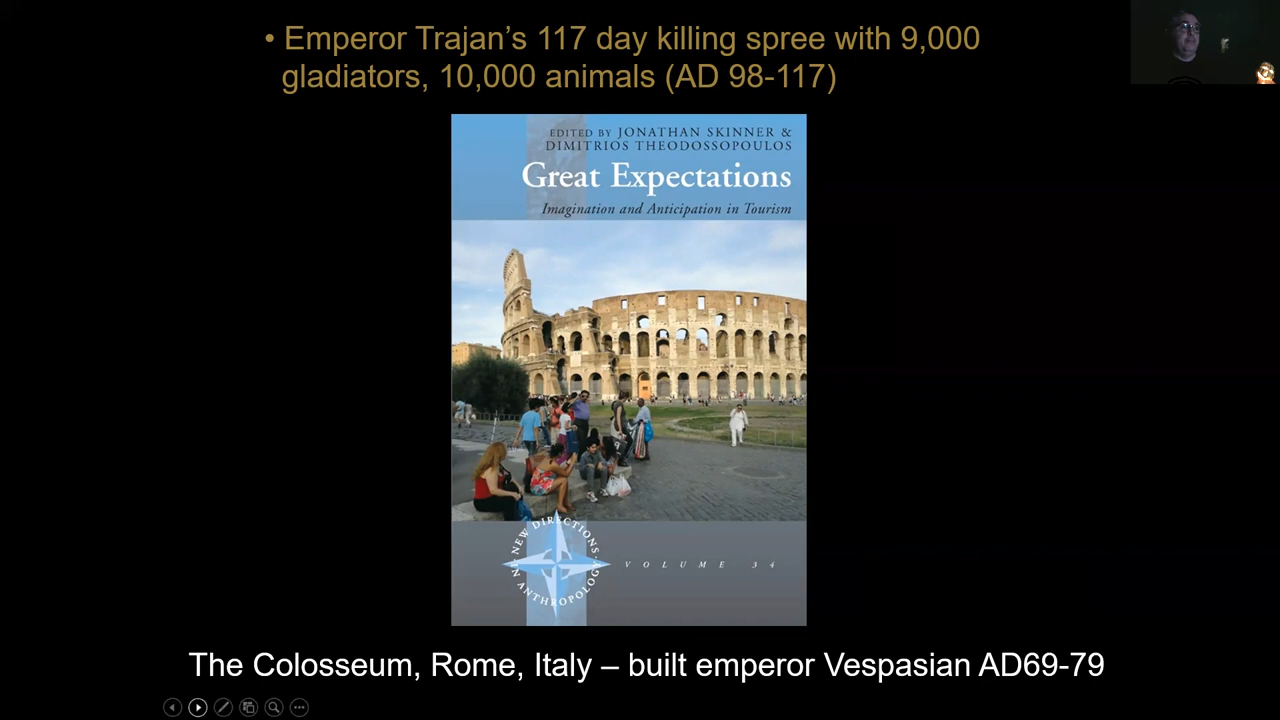 • Emperor Trajan’s 117 day killing spree with 9,000
gladiators, 10,000 animals (AD 98-117)
EDITED BY JONATHAN SKINNER &
DIMITRIOS THEODOSSOPOULOS
Great Expectations
Imagination and Anticipation in Tourism
NEW DIRECTIONS
IN ANTHROPOLOGY
VOLUME 34
The Colosseum, Rome, Italy – built emperor Vespasian AD69-79